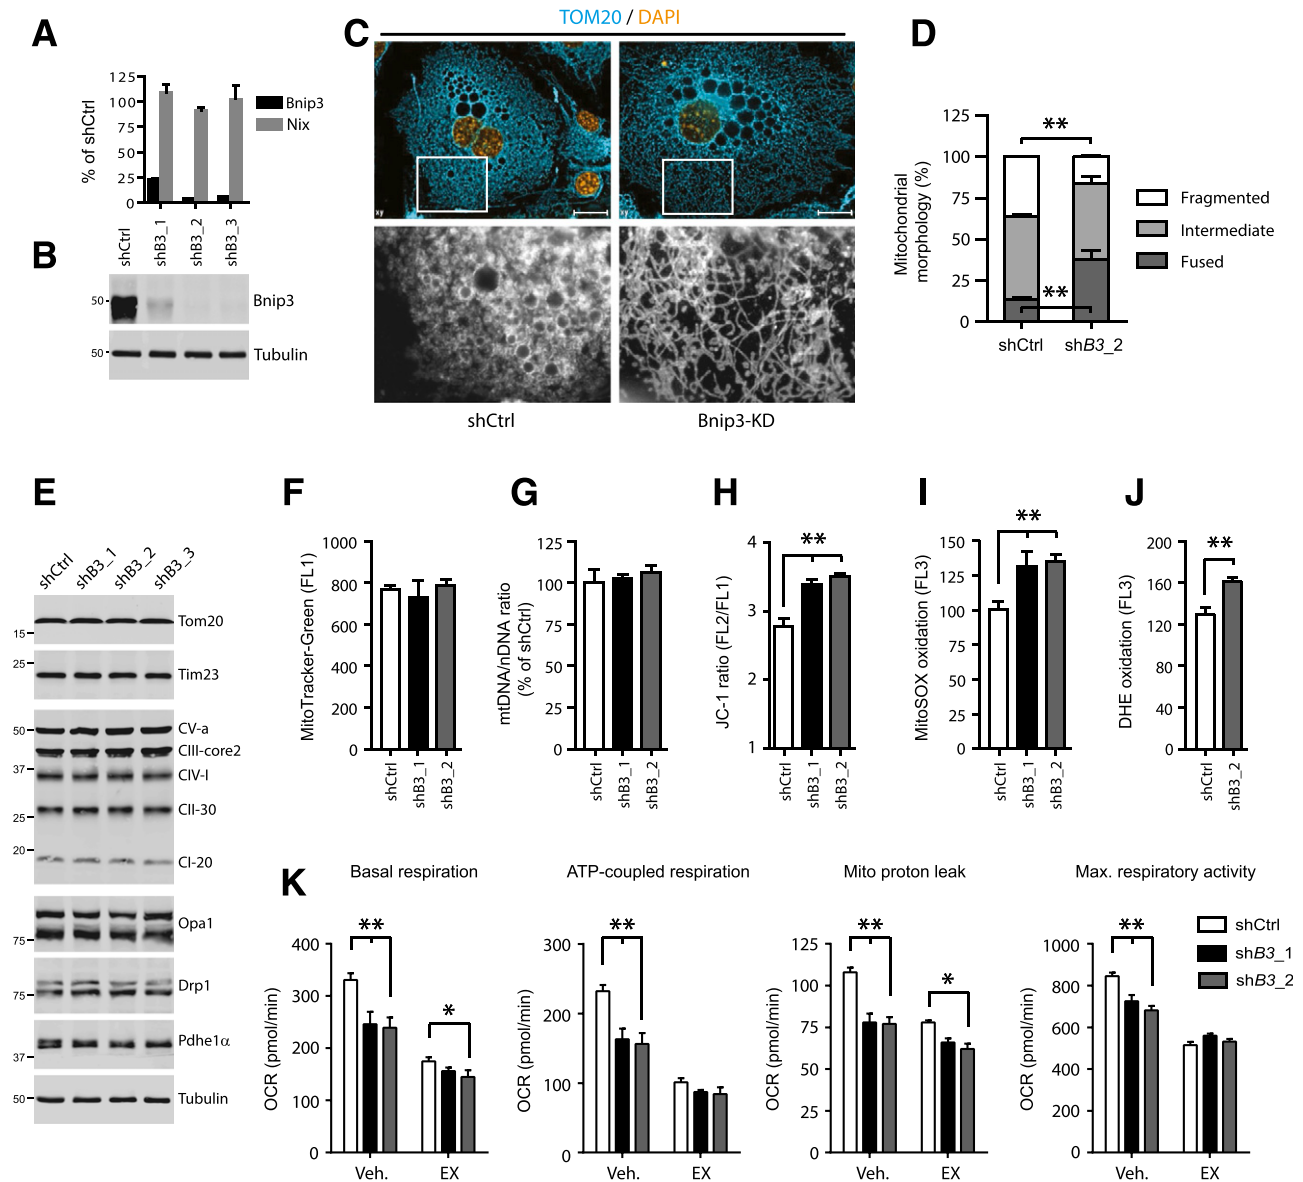 A
% of shCtrl
125
100
75
50
25
0
Bnip3
Nix
shCtrl
shB3_1
shB3_2
shB3_3
B
50
Bnip3
50
Tubulin
C
TOM20 / DAPI
xy
xy
shCtrl
Bnip3-KD
D
Mitochondrial
morphology (%)
125
100
75
50
25
0
**
**
shCtrl
shB3_2
Fragmented
Intermediate
Fused
E
shCtrl
shB3_1
shB3_2
shB3_3
Tom20
15
25
Tim23
50
CV-a
CIII-core2
37
CIV-I
CII-30
25
20
CI-20
Opa1
75
Drp1
75
Pdhe1α
37
50
Tubulin
F
MitoTracker-Green (FL1)
1000
800
600
400
200
0
shCtrl
shB3_1
shB3_2
G
mtDNA/nDNA ratio
(% of shCtrl)
125
100
75
50
25
0
shCtrl
shB3_1
shB3_2
H
JC-1 ratio (FL2/FL1)
4
3
2
1
**
shCtrl
shB3_1
shB3_2
I
MitoSOX oxidation (FL3)
150
125
100
75
50
25
0
**
shCtrl
shB3_1
shB3_2
J
DHE oxidation (FL3)
200
160
120
80
40
0
**
shCtrl
shB3_2
K
Basal respiration
OCR (pmol/min)
400
300
200
100
0
**
*
Veh.
EX
ATP-coupled respiration
OCR (pmol/min)
300
200
100
0
**
Veh.
EX
Mito proton leak
OCR (pmol/min)
125
100
75
50
25
0
**
*
Veh.
EX
Max. respiratory activity
OCR (pmol/min)
1000
800
600
400
200
0
**
Veh.
EX
shCtrl
shB3_1
shB3_2